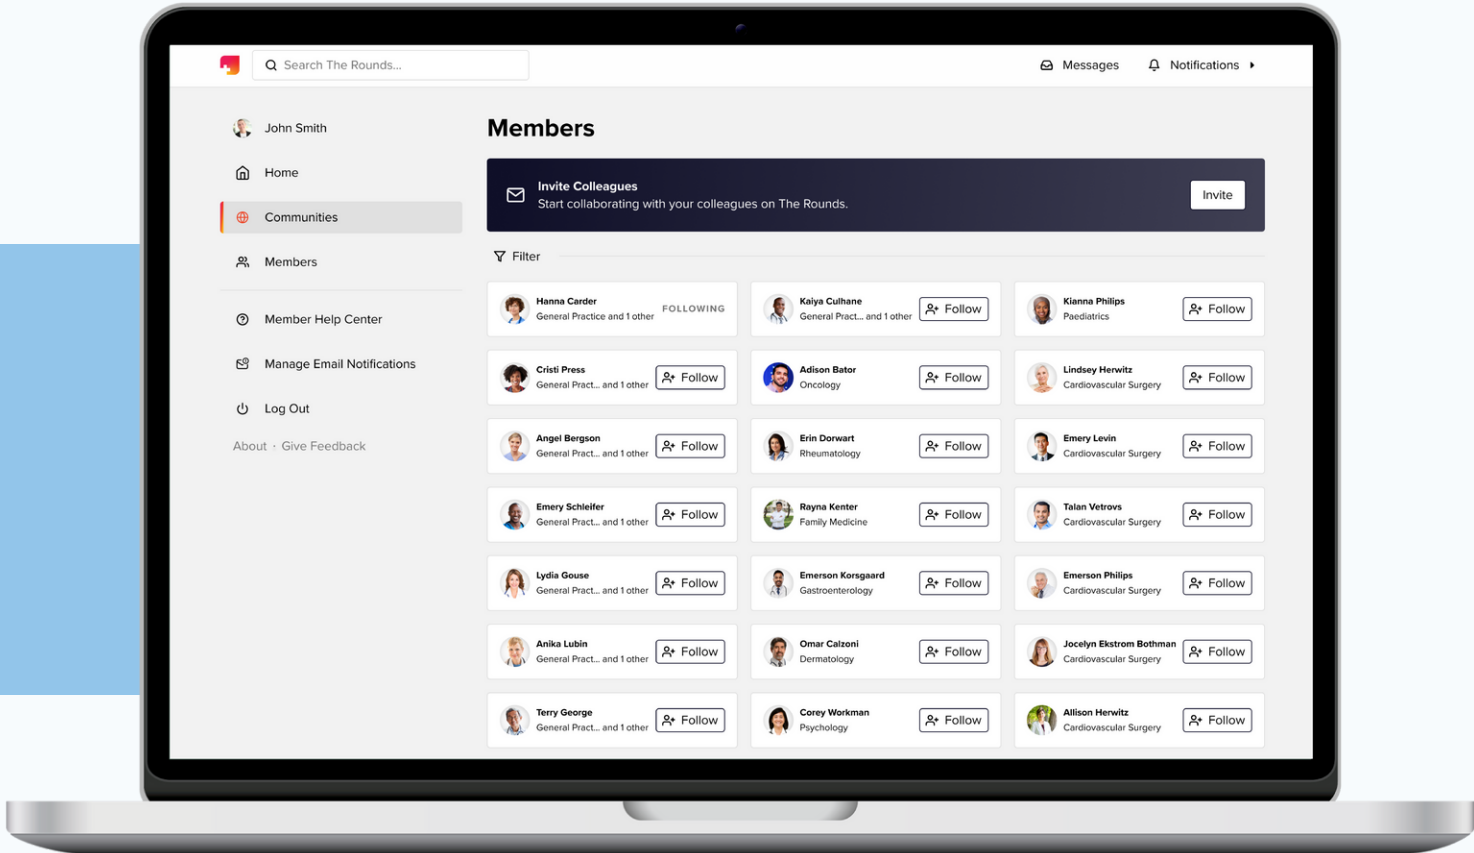 Search The Rounds...
Messages
Notifications
John Smith
Home
Communities
Members
Member Help Center
Manage Email Notifications
Log Out
About · Give Feedback
Members
Invite Colleagues
Start collaborating with your colleagues on The Rounds.
Invite
Filter
Hanna Carder
General Practice and 1 other
FOLLOWING
Kaiya Culhane
General Pract... and 1 other
Follow
Kianna Philips
Paediatrics
Follow
Cristi Press
General Pract... and 1 other
Follow
Adison Bator
Oncology
Follow
Lindsey Herwitz
Cardiovascular Surgery
Follow
Angel Bergson
General Pract... and 1 other
Follow
Erin Dorwart
Rheumatology
Follow
Emery Levin
Cardiovascular Surgery
Follow
Emery Schleifer
General Pract... and 1 other
Follow
Rayna Kenter
Family Medicine
Follow
Talan Vetrovs
Cardiovascular Surgery
Follow
Lydia Gouse
General Pract... and 1 other
Follow
Emerson Korsgaard
Gastroenterology
Follow
Emerson Philips
Cardiovascular Surgery
Follow
Anika Lubin
General Pract... and 1 other
Follow
Omar Calzoni
Dermatology
Follow
Jocelyn Ekstrom Bothman
Cardiovascular Surgery
Follow
Terry George
General Pract... and 1 other
Follow
Corey Workman
Psychology
Follow
Allison Herwitz
Cardiovascular Surgery
Follow